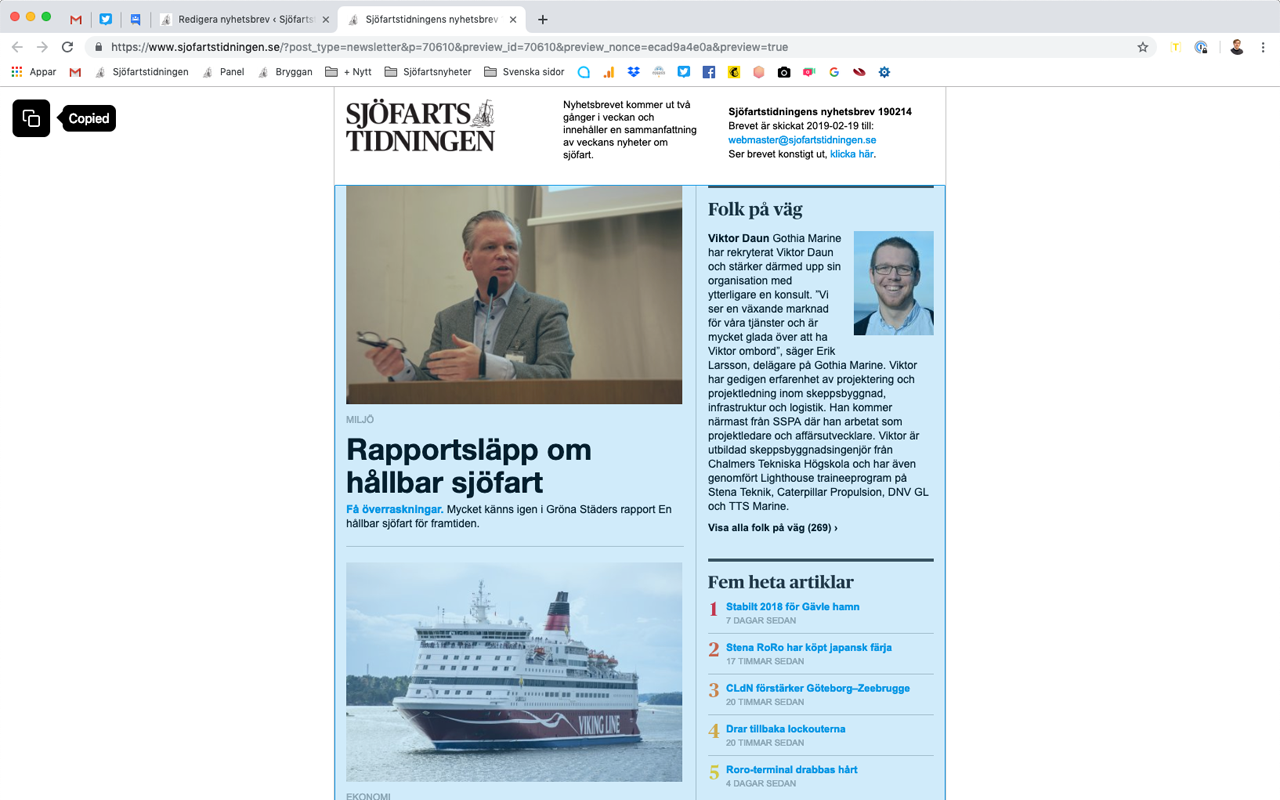 Redigera nyhetsbrev ‹ Sjöfarts
Sjöfartstidningens nyhetsbrev
https://www.sjofartstidningen.se/?post_type=newsletter&p=70610&preview_id=70610&preview_nonce=ecad9a4e0a&preview=true
Appar
Sjöfartstidningen
Panel
Bryggan
+ Nytt
Sjöfartsnyheter
Svenska sidor
Copied
SJÖFARTS
TIDNINGEN
Nyhetsbrevet kommer ut två
gånger i veckan och
innehåller en sammanfattning
av veckans nyheter om
sjöfart.
Sjöfartstidningens nyhetsbrev 190214
Brevet är skickat 2019-02-19 till:
webmaster@sjofartstidningen.se
Ser brevet konstigt ut, klicka här.
MILJÖ
Rapportsläpp om
hållbar sjöfart
Få överraskningar. Mycket känns igen i Gröna Städers rapport En
hållbar sjöfart för framtiden.
VIKING LINE
EKONOMI
Folk på väg
Viktor Daun Gothia Marine
har rekryterat Viktor Daun
och stärker därmed upp sin
organisation med
ytterligare en konsult. ”Vi
ser en växande marknad
för våra tjänster och är
mycket glada över att ha
Viktor ombord”, säger Erik
Larsson, delägare på Gothia Marine. Viktor
har gedigen erfarenhet av projektering och
projektledning inom skeppsbyggnad,
infrastruktur och logistik. Han kommer
närmast från SSPA där han arbetat som
projektledare och affärsutvecklare. Viktor är
utbildad skeppsbyggnadsingenjör från
Chalmers Tekniska Högskola och har även
genomfört Lighthouse traineeprogram på
Stena Teknik, Caterpillar Propulsion, DNV GL
och TTS Marine.
Visa alla folk på väg (269) ›
Fem heta artiklar
1 Stabilt 2018 för Gävle hamn
7 DAGAR SEDAN
2 Stena RoRo har köpt japansk färja
17 TIMMAR SEDAN
3 CLdN förstärker Göteborg–Zeebrugge
20 TIMMAR SEDAN
4 Drar tillbaka lockouterna
20 TIMMAR SEDAN
5 Roro-terminal drabbas hårt
4 DAGAR SEDAN